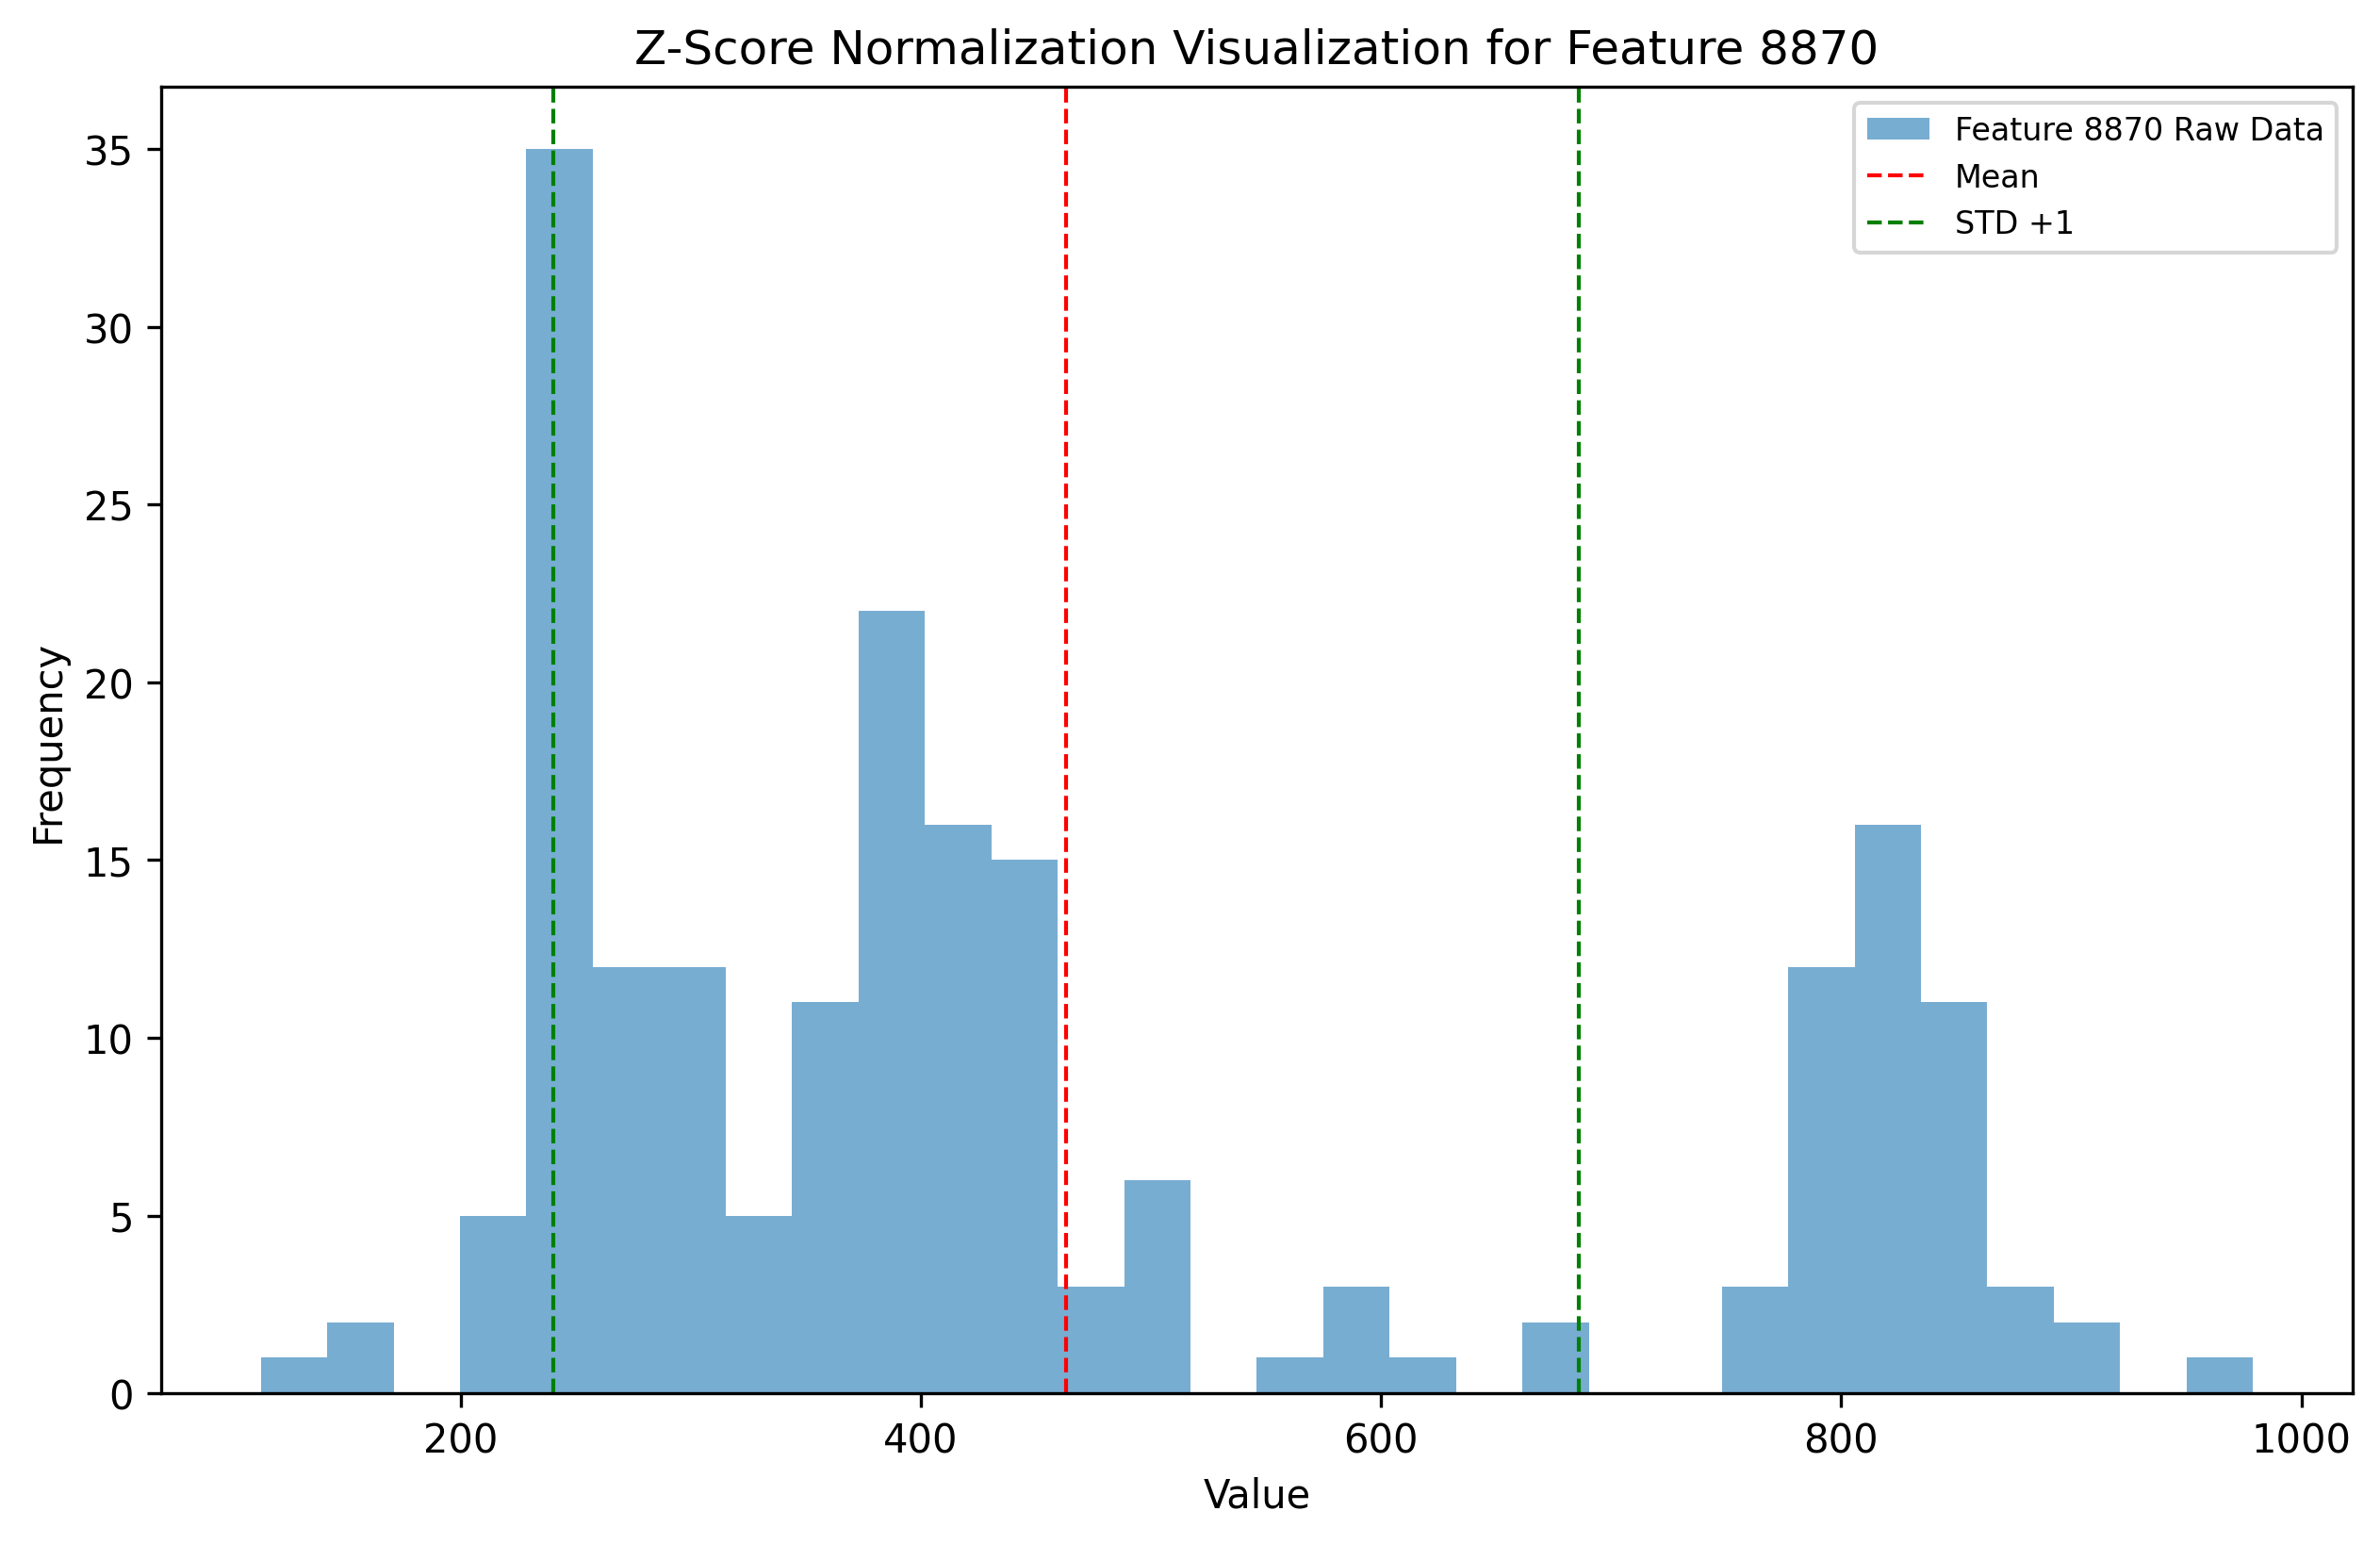 Z-Score Normalization Visualization for Feature 8870
Feature 8870 Raw Data
Mean
STD +1
35
30
25
20
15
10
5
0
Frequency
200 400 600 800 1000
Value